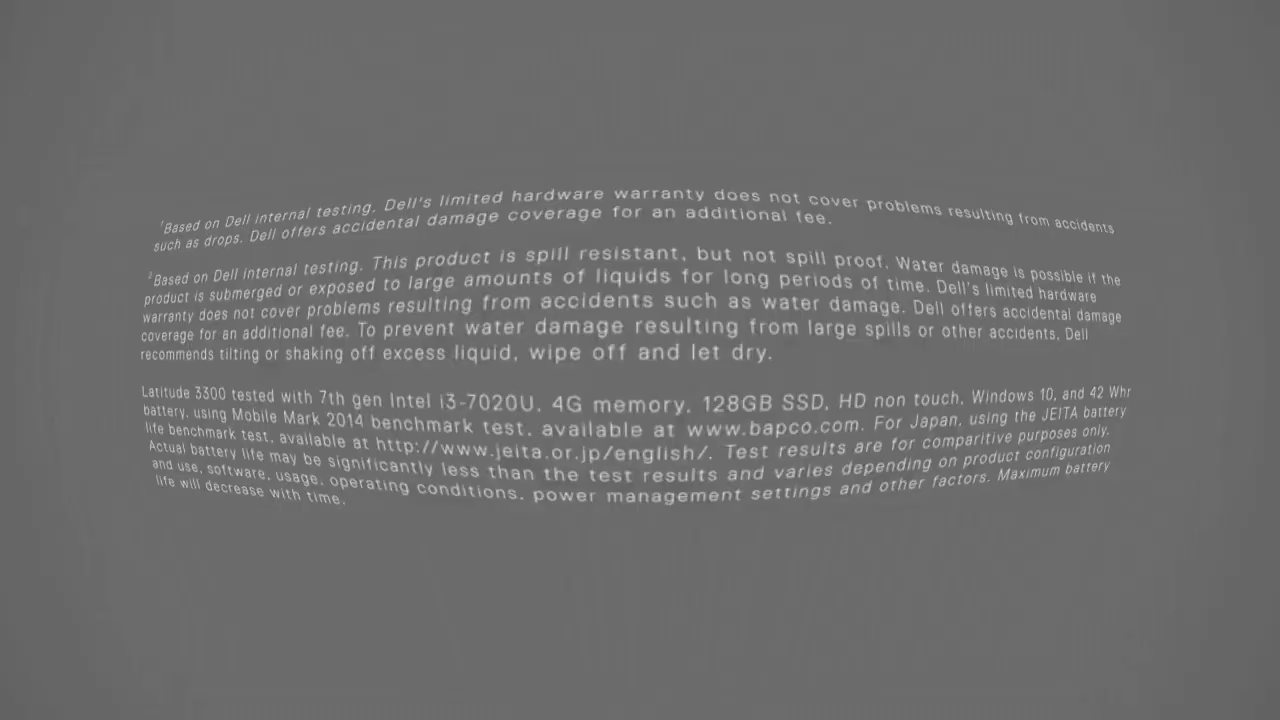 ¹Based on Dell internal testing. Dell's limited hardware warranty does not cover problems resulting from accidents
such as drops. Dell offers accidental damage coverage for an additional fee.
²Based on Dell internal testing. This product is spill resistant, but not spill proof. Water damage is possible if the
product is submerged or exposed to large amounts of liquids for long periods of time. Dell's limited hardware
warranty does not cover problems resulting from accidents such as water damage. Dell offers accidental damage
coverage for an additional fee. To prevent water damage resulting from large spills or other accidents, Dell
recommends tilting or shaking off excess liquid, wipe off and let dry.
Latitude 3300 tested with 7th gen Intel i3-7020U, 4G memory, 128GB SSD, HD non touch, Windows 10, and 42 Whr
battery, using Mobile Mark 2014 benchmark test, available at www.bapco.com. For Japan, using the JEITA battery
life benchmark test, available at http://www.jeita.or.jp/english/. Test results are for comparitive purposes only.
Actual battery life may be significantly less than the test results and varies depending on product configuration
and use, software, usage, operating conditions, power management settings and other factors. Maximum battery
life will decrease with time.